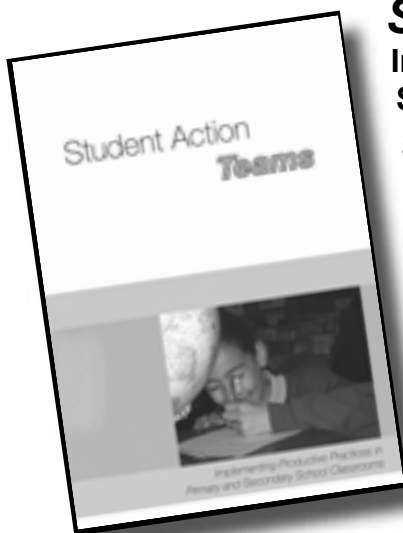 Student Action
Teams
Implementing Productive Practices in
Primary and Secondary School Classrooms
S
I
S